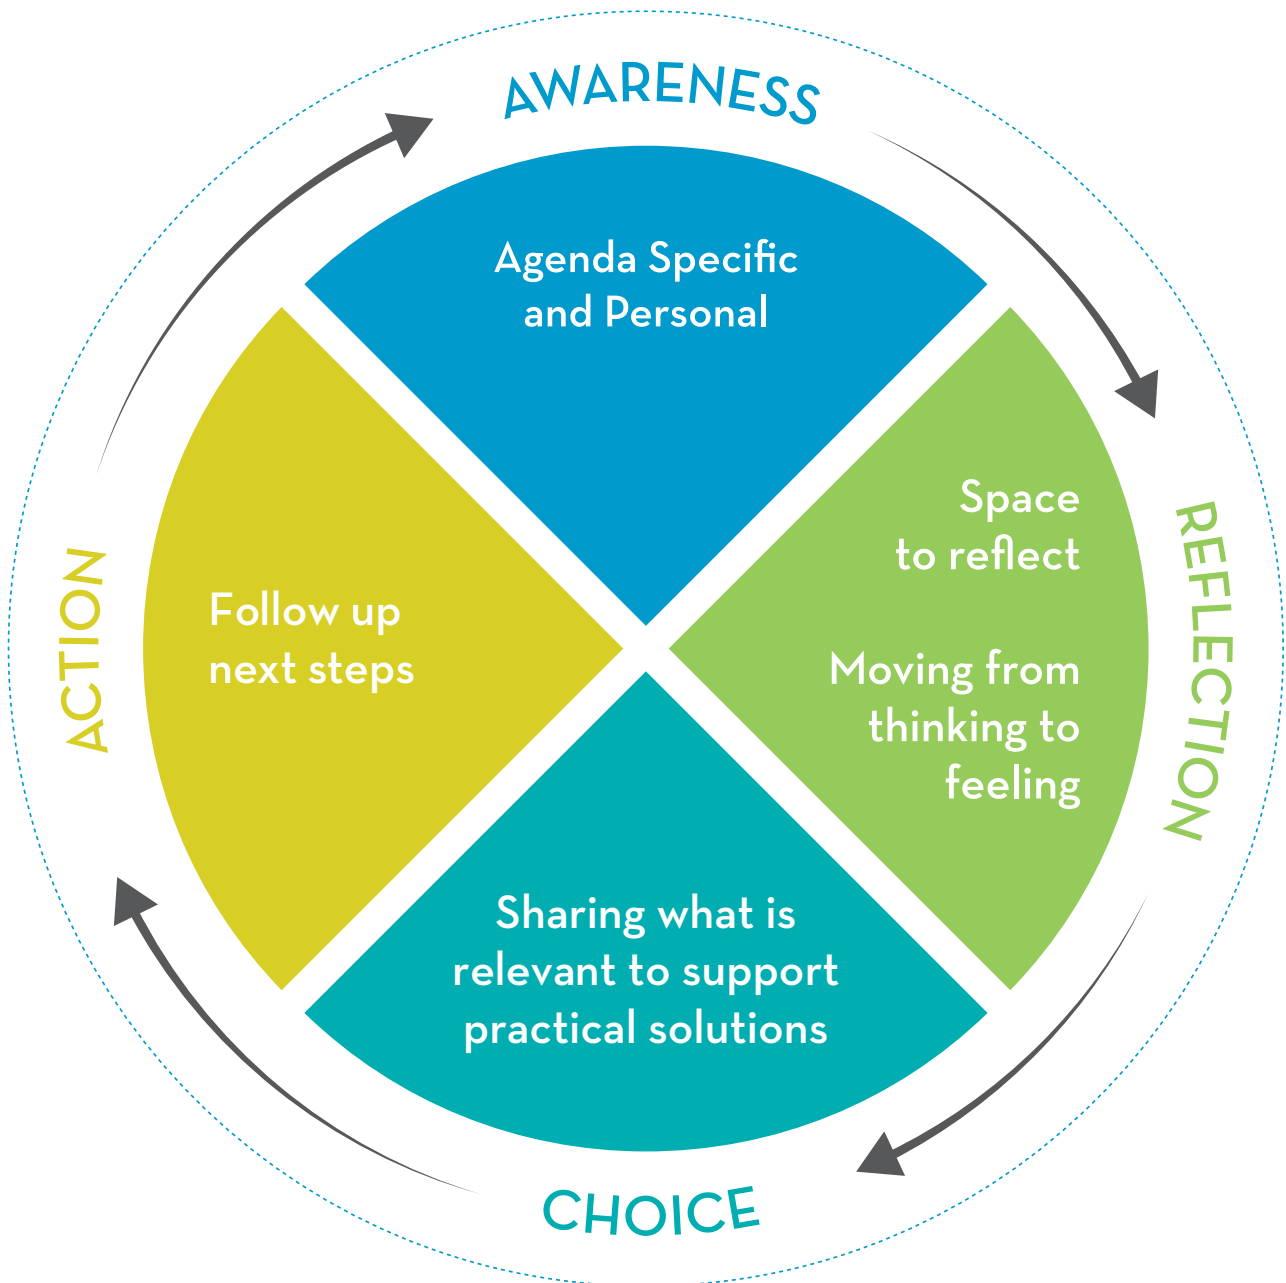 AWARENESS
Agenda Specific
and Personal
REFLECTION
Space
to reflect
Moving from
thinking to
feeling
CHOICE
Sharing what is
relevant to support
practical solutions
ACTION
Follow up
next steps